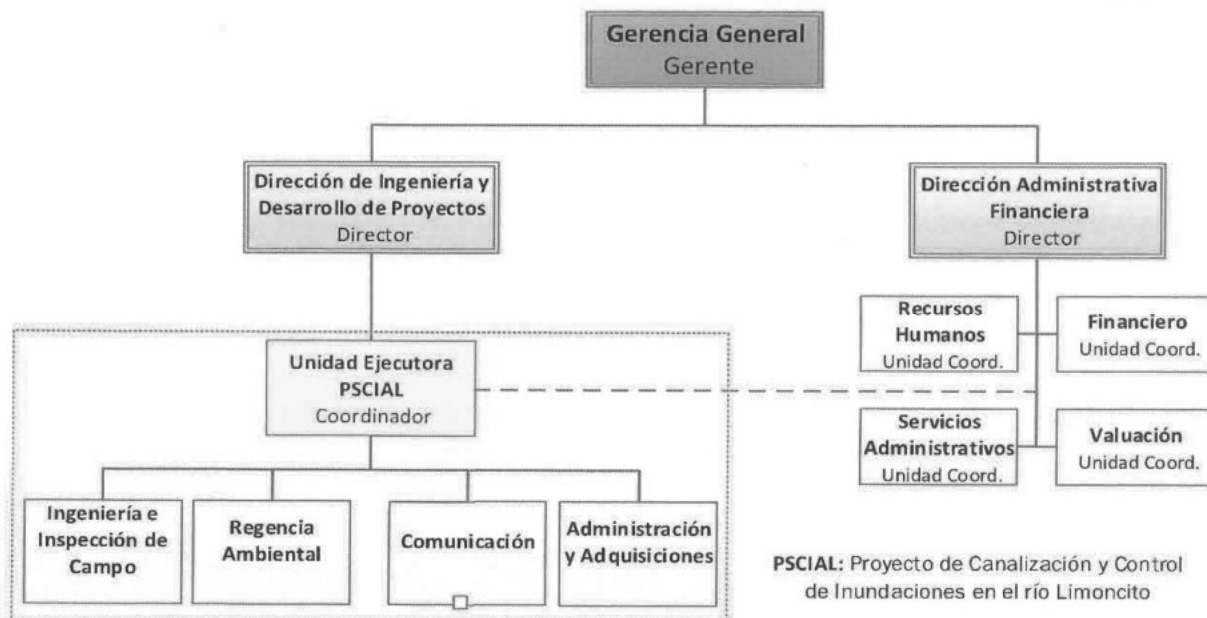 Gerencia General
Gerente
Dirección de Ingeniería y
Desarrollo de Proyectos
Director
Dirección Administrativa
Financiera
Director
Recursos
Humanos
Unidad Coord.
Financiero
Unidad Coord.
Unidad Ejecutora
PSCIAL
Coordinador
Servicios
Administrativos
Unidad Coord.
Valuación
Unidad Coord.
Ingeniería e
Inspección de
Campo
Regencia
Ambiental
Comunicación
Administración
y Adquisiciones
PSCIAL: Proyecto de Canalización y Control
de Inundaciones en el río Limoncito